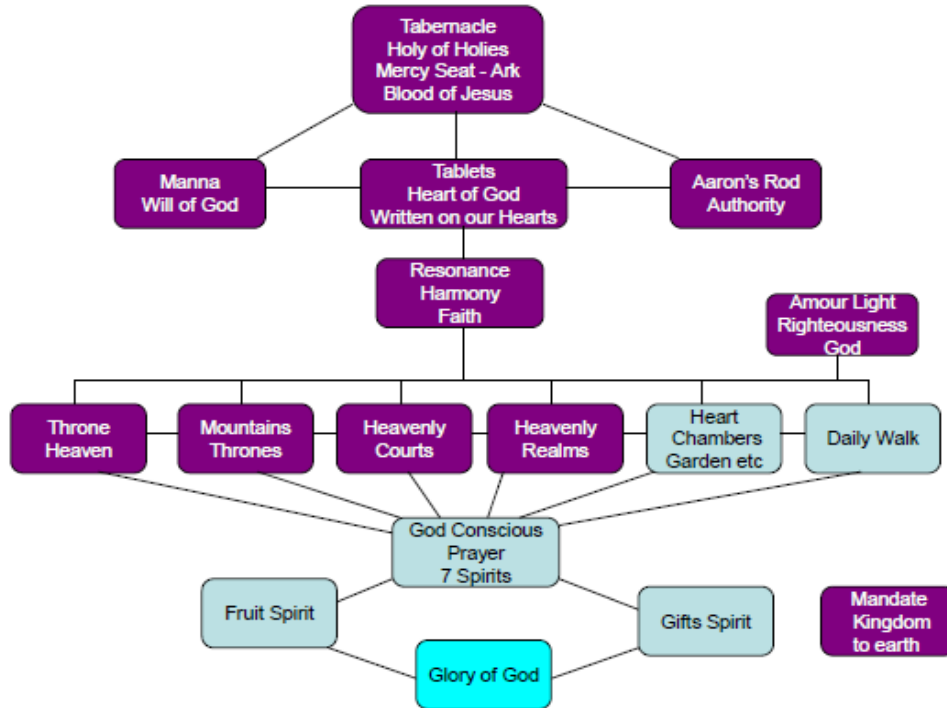 Tabernacle
Holy of Holies
Mercy Seat - Ark
Blood of Jesus
Manna
Will of God
Tablets
Heart of God
Written on our Hearts
Aaron's Rod
Authority
Resonance
Harmony
Faith
Amour Light
Righteousness
God
Throne
Heaven
Mountains
Thrones
Heavenly
Courts
Heavenly
Realms
Heart
Chambers
Garden etc
Daily Walk
God Conscious
Prayer
7 Spirits
Fruit Spirit
Gifts Spirit
Mandate
Kingdom
to earth
Glory of God